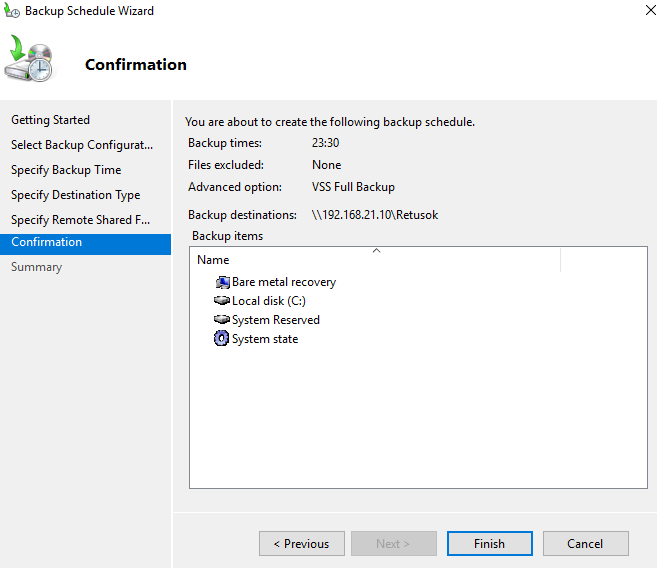 Backup Schedule Wizard
Confirmation
Getting Started
Select Backup Configurat...
Specify Backup Time
Specify Destination Type
Specify Remote Shared F...
Confirmation
Summary
You are about to create the following backup schedule.
Backup times: 23:30
Files excluded: None
Advanced option: VSS Full Backup
Backup destinations: \\192.168.21.10\Retusok
Backup items
Name
Bare metal recovery
Local disk (C:)
System Reserved
System state
< Previous Next > Finish Cancel